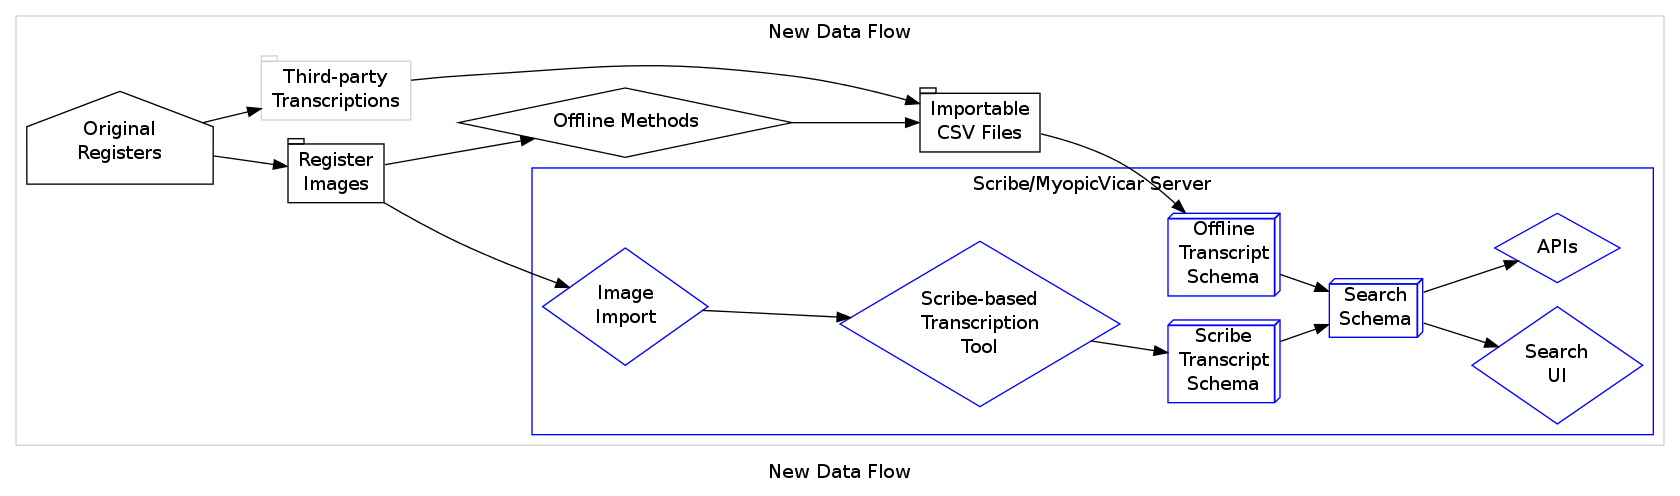 New Data Flow
Third-party
Transcriptions
Original
Registers
Register
Images
Offline Methods
Importable
CSV Files
Scribe/MyopicVicar Server
Image
Import
Scribe-based
Transcription
Tool
Offline
Transcript
Schema
Scribe
Transcript
Schema
Search
Schema
APIs
Search
UI
New Data Flow